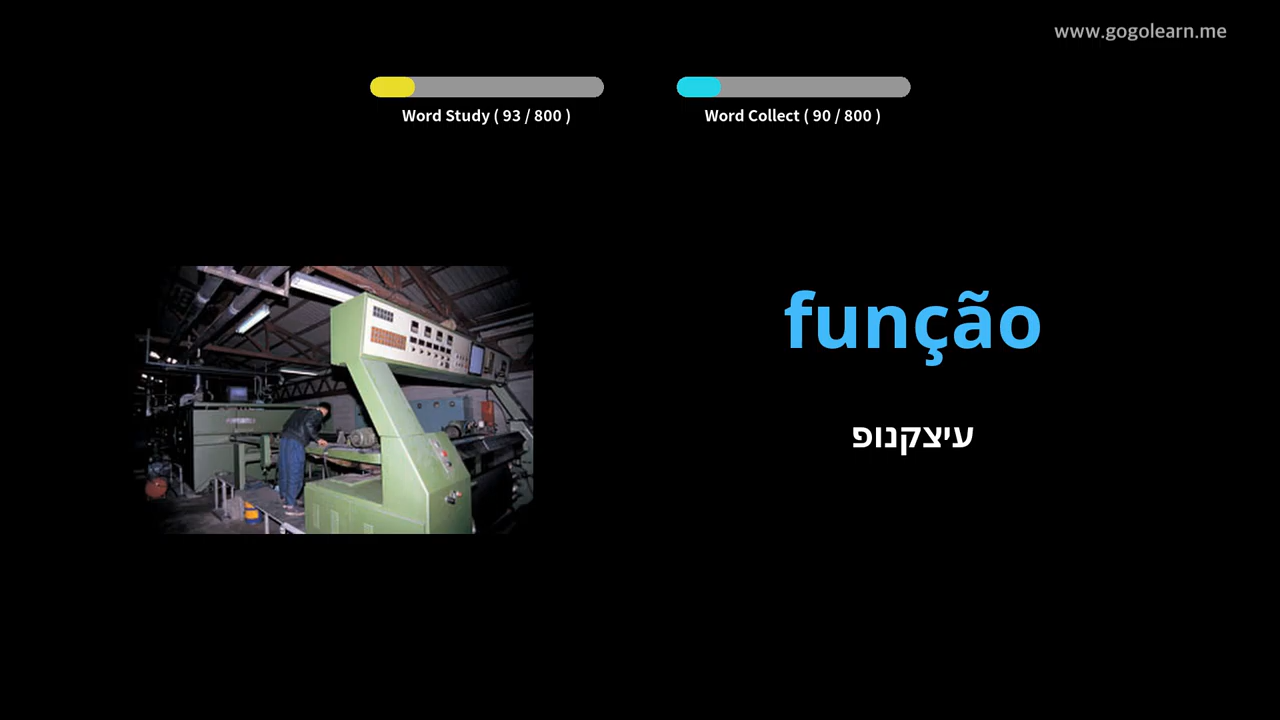 www.gogolearn.me
Word Study ( 93 / 800 )
Word Collect ( 90 / 800 )
função
עיצקנופ